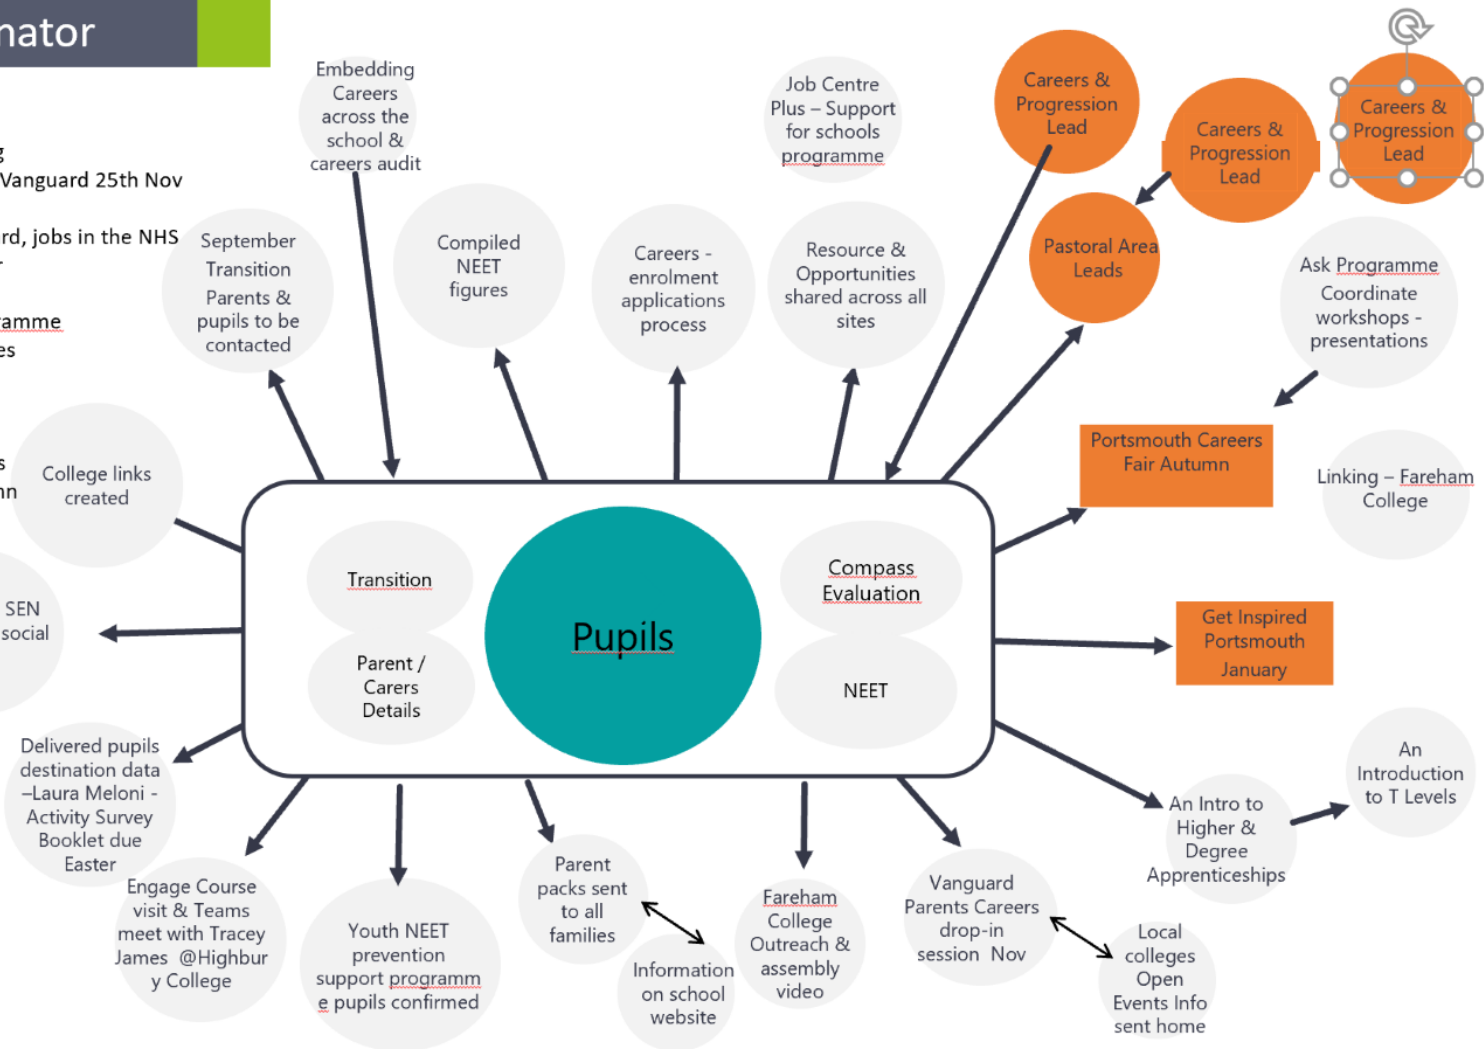 nator
g
Vanguard 25th Nov
rd, jobs in the NHS
r
ramme
es
s
nn
Embedding
Careers
across the
school &
careers audit
Job Centre
Plus – Support
for schools
programme
Careers &
Progression
Lead
Careers &
Progression
Lead
Careers &
Progression
Lead
September
Transition
Parents &
pupils to be
contacted
Compiled
NEET
figures
Careers -
enrolment
applications
process
Resource &
Opportunities
shared across all
sites
Pastoral Area
Leads
Ask Programme
Coordinate
workshops -
presentations
College links
created
Portsmouth Careers
Fair Autumn
Linking – Fareham
College
SEN
social
Transition
Parent /
Carers
Details
Pupils
Compass
Evaluation
NEET
Get Inspired
Portsmouth
January
Delivered pupils
destination data
–Laura Meloni -
Activity Survey
Booklet due
Easter
An
Introduction
to T Levels
An Intro to
Higher &
Degree
Apprenticeships
Engage Course
visit & Teams
meet with Tracey
James @Highbur
y College
Youth NEET
prevention
support programm
e pupils confirmed
Parent
packs sent
to all
families
Information
on school
website
Fareham
College
Outreach &
assembly
video
Vanguard
Parents Careers
drop-in
session Nov
Local
colleges
Open
Events Info
sent home